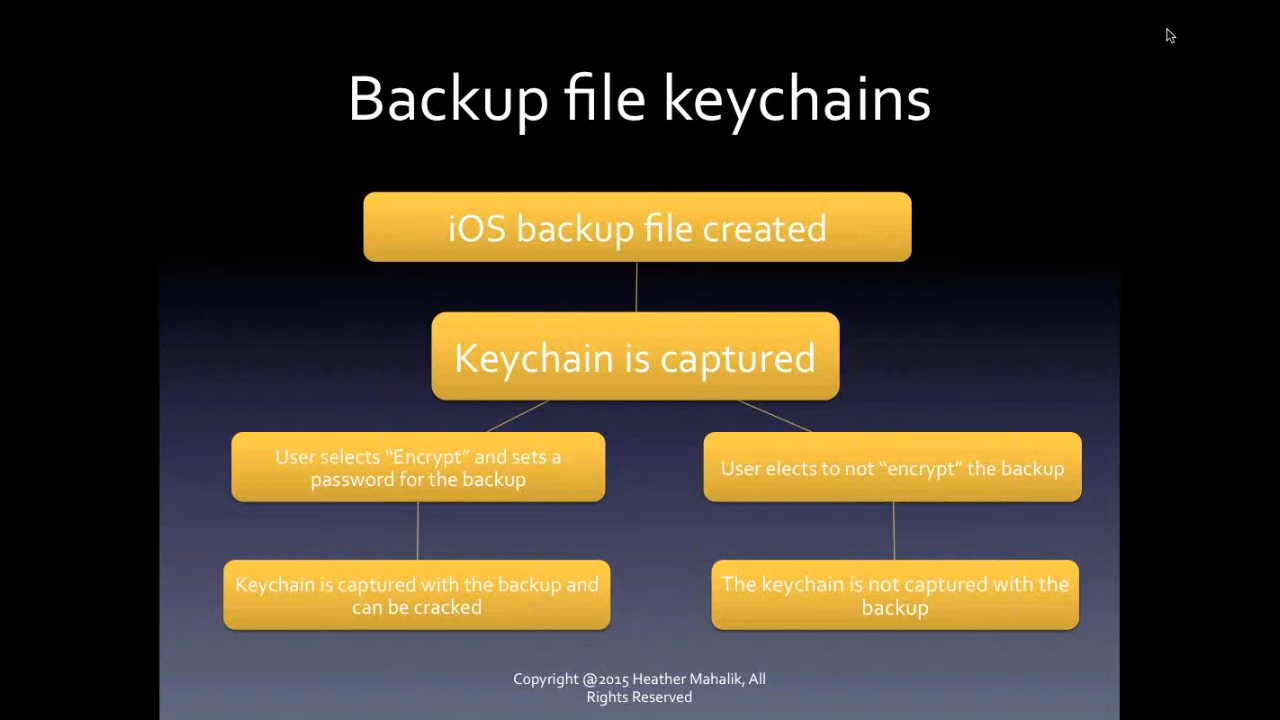 Backup file keychains
iOS backup file created
Keychain is captured
User selects “Encrypt” and sets a
password for the backup
User elects to not “encrypt” the backup
Keychain is captured with the backup and
can be cracked
The keychain is not captured with the
backup
Copyright @2015 Heather Mahalik, All
Rights Reserved